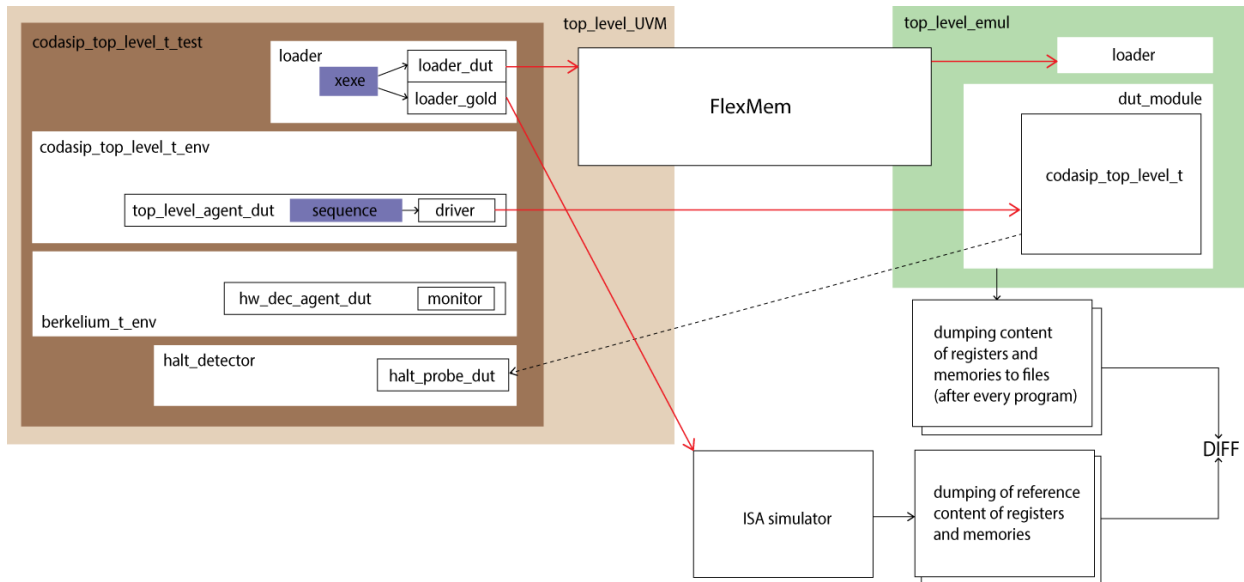 top_level_UVM
top_level_emul
codasip_top_level_t_test
loader
xexe
loader_dut
loader_gold
FlexMem
loader
dut_module
codasip_top_level_t
codasip_top_level_t_env
top_level_agent_dut
sequence
driver
hw_dec_agent_dut
monitor
berkelium_t_env
halt_detector
halt_probe_dut
dumping content
of registers and
memories to files
(after every program)
DIFF
ISA simulator
dumping of reference
content of registers
and memories